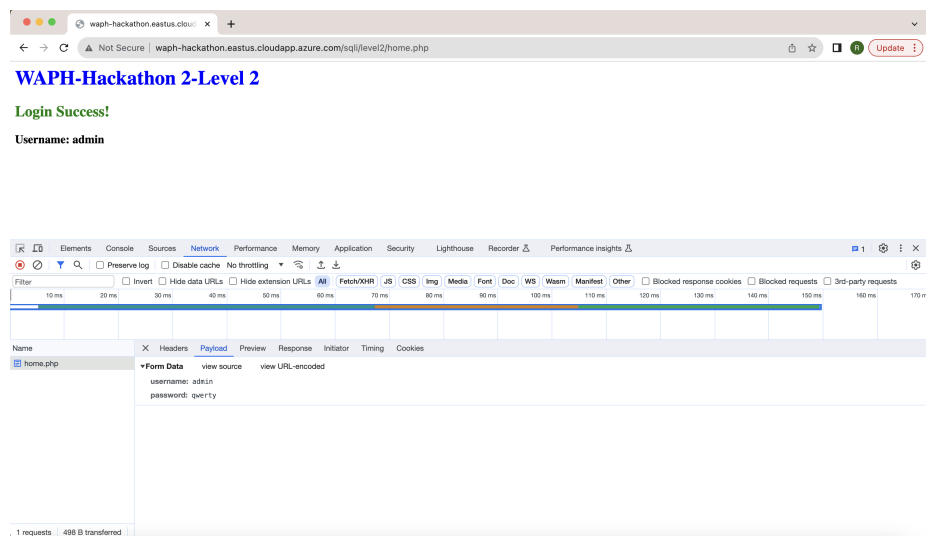 waph-hackathon.eastus.cloud
Not Secure | waph-hackathon.eastus.cloudapp.azure.com/sqli/level2/home.php
R
Update
WAPH-Hackathon 2-Level 2
Login Success!
Username: admin
Elements Console Sources Network Performance Memory Application Security Lighthouse Recorder Performance insights 1
Preserve log Disable cache No throttling
Filter Invert Hide data URLs Hide extension URLs All Fetch/XHR JS CSS Img Media Font Doc WS Wasm Manifest Other Blocked response cookies Blocked requests 3rd-party requests
10 ms 20 ms 30 ms 40 ms 50 ms 60 ms 70 ms 80 ms 90 ms 100 ms 110 ms 120 ms 130 ms 140 ms 150 ms 160 ms 170 m
Name Headers Payload Preview Response Initiator Timing Cookies
home.php
Form Data view source view URL-encoded
username: admin
password: qwerty
1 requests 498 B transferred